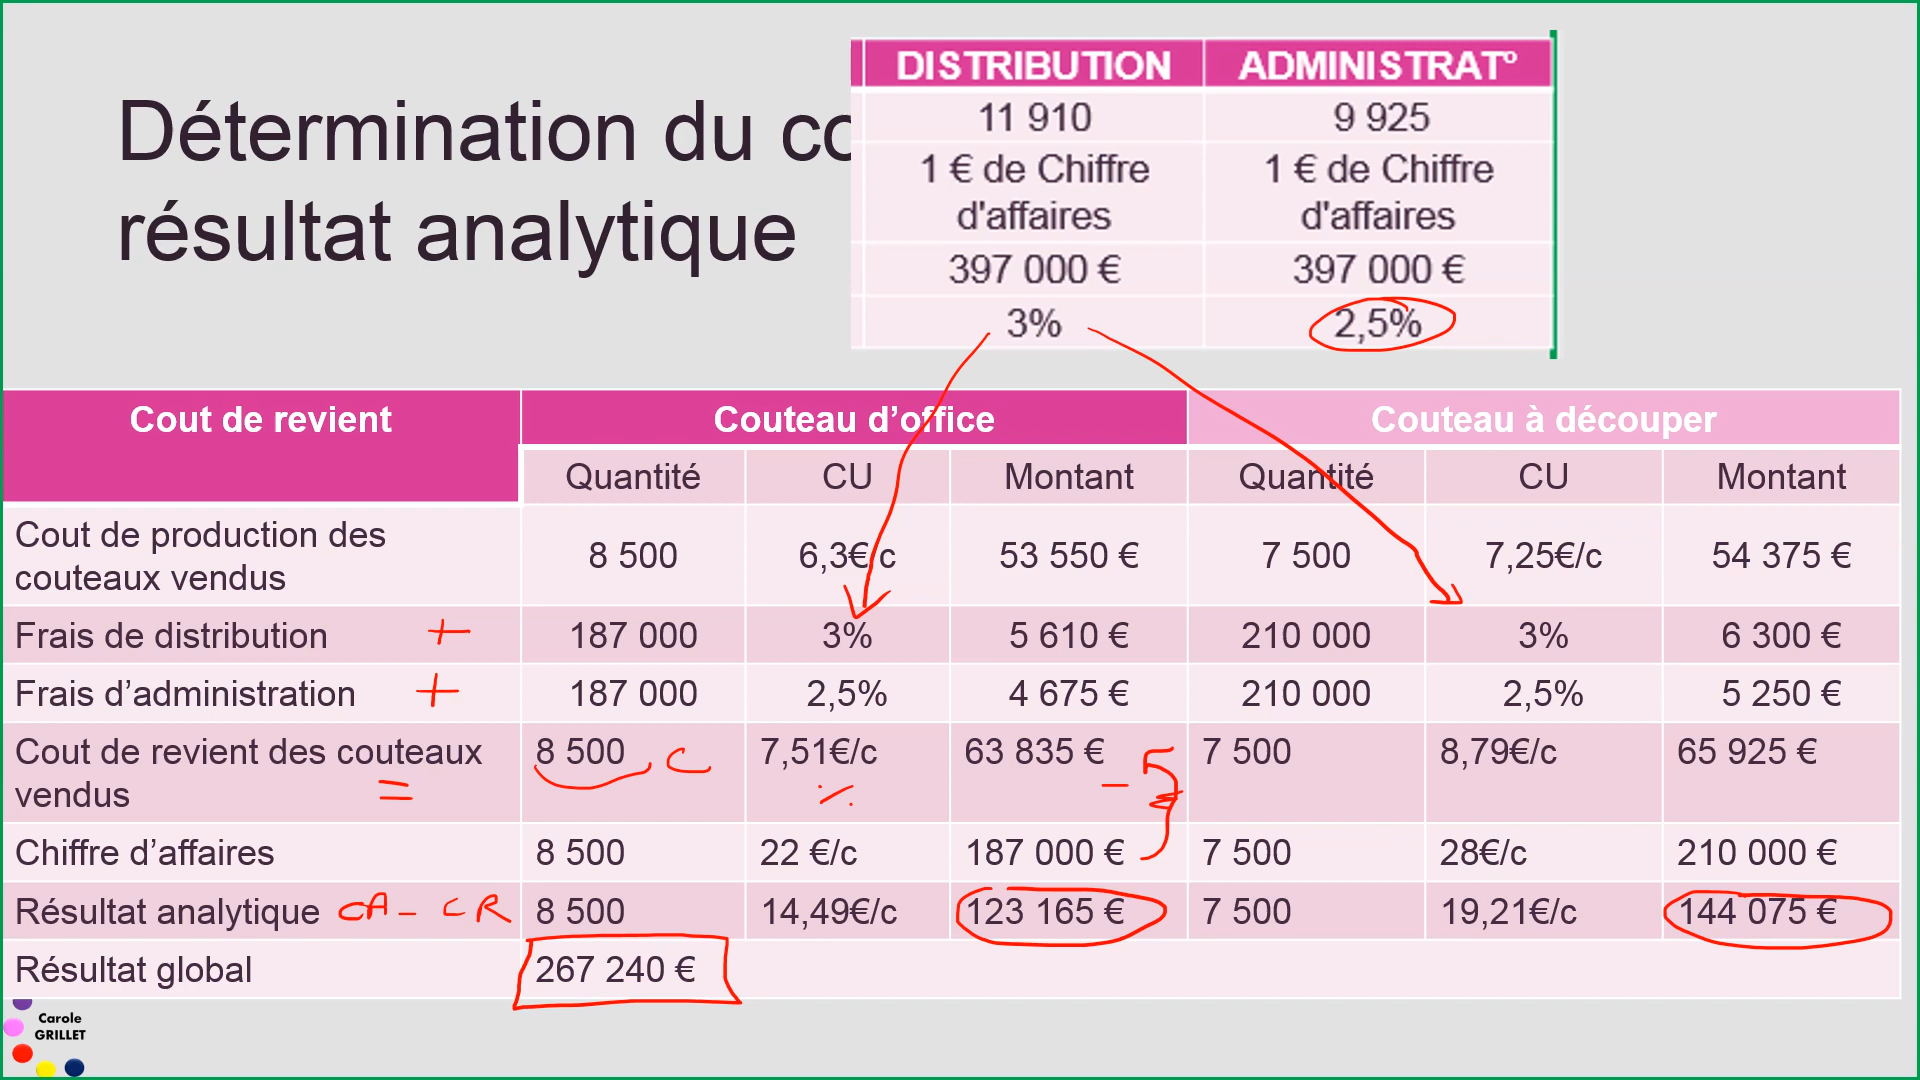 Détermination du co
résultat analytique
DISTRIBUTION ADMINISTRAT°
11 910 9 925
1 € de Chiffre d'affaires 1 € de Chiffre d'affaires
397 000 € 397 000 €
3% 2,5%
Cout de revient Couteau d’office Couteau à découper
Quantité CU Montant Quantité CU Montant
Cout de production des couteaux vendus 8 500 6,3€/c 53 550 € 7 500 7,25€/c 54 375 €
Frais de distribution + 187 000 3% 5 610 € 210 000 3% 6 300 €
Frais d’administration + 187 000 2,5% 4 675 € 210 000 2,5% 5 250 €
Cout de revient des couteaux vendus = 8 500 C 7,51€/c 63 835 € - 7 500 8,79€/c 65 925 €
Chiffre d’affaires 8 500 22 €/c 187 000 € 7 500 28€/c 210 000 €
Résultat analytique CA - CR 8 500 14,49€/c 123 165 € 7 500 19,21€/c 144 075 €
Résultat global 267 240 €
Carole
GRILLET